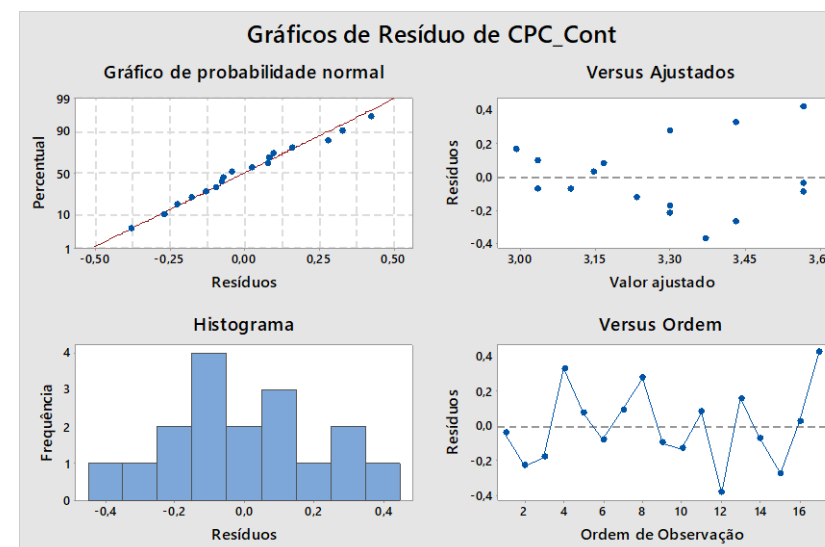 Gráficos de Resíduo de CPC_Cont
Gráfico de probabilidade normal
99
90
50
10
1
Percentual
-0,50 -0,25 0,00 0,25 0,50
Resíduos
Versus Ajustados
0,4
0,2
0,0
-0,2
-0,4
Resíduos
3,00 3,15 3,30 3,45 3,6
Valor ajustado
Histograma
4
3
2
1
0
Frequência
-0,4 -0,2 0,0 0,2 0,4
Resíduos
Versus Ordem
0,4
0,2
0,0
-0,2
-0,4
Resíduos
2 4 6 8 10 12 14 16
Ordem de Observação